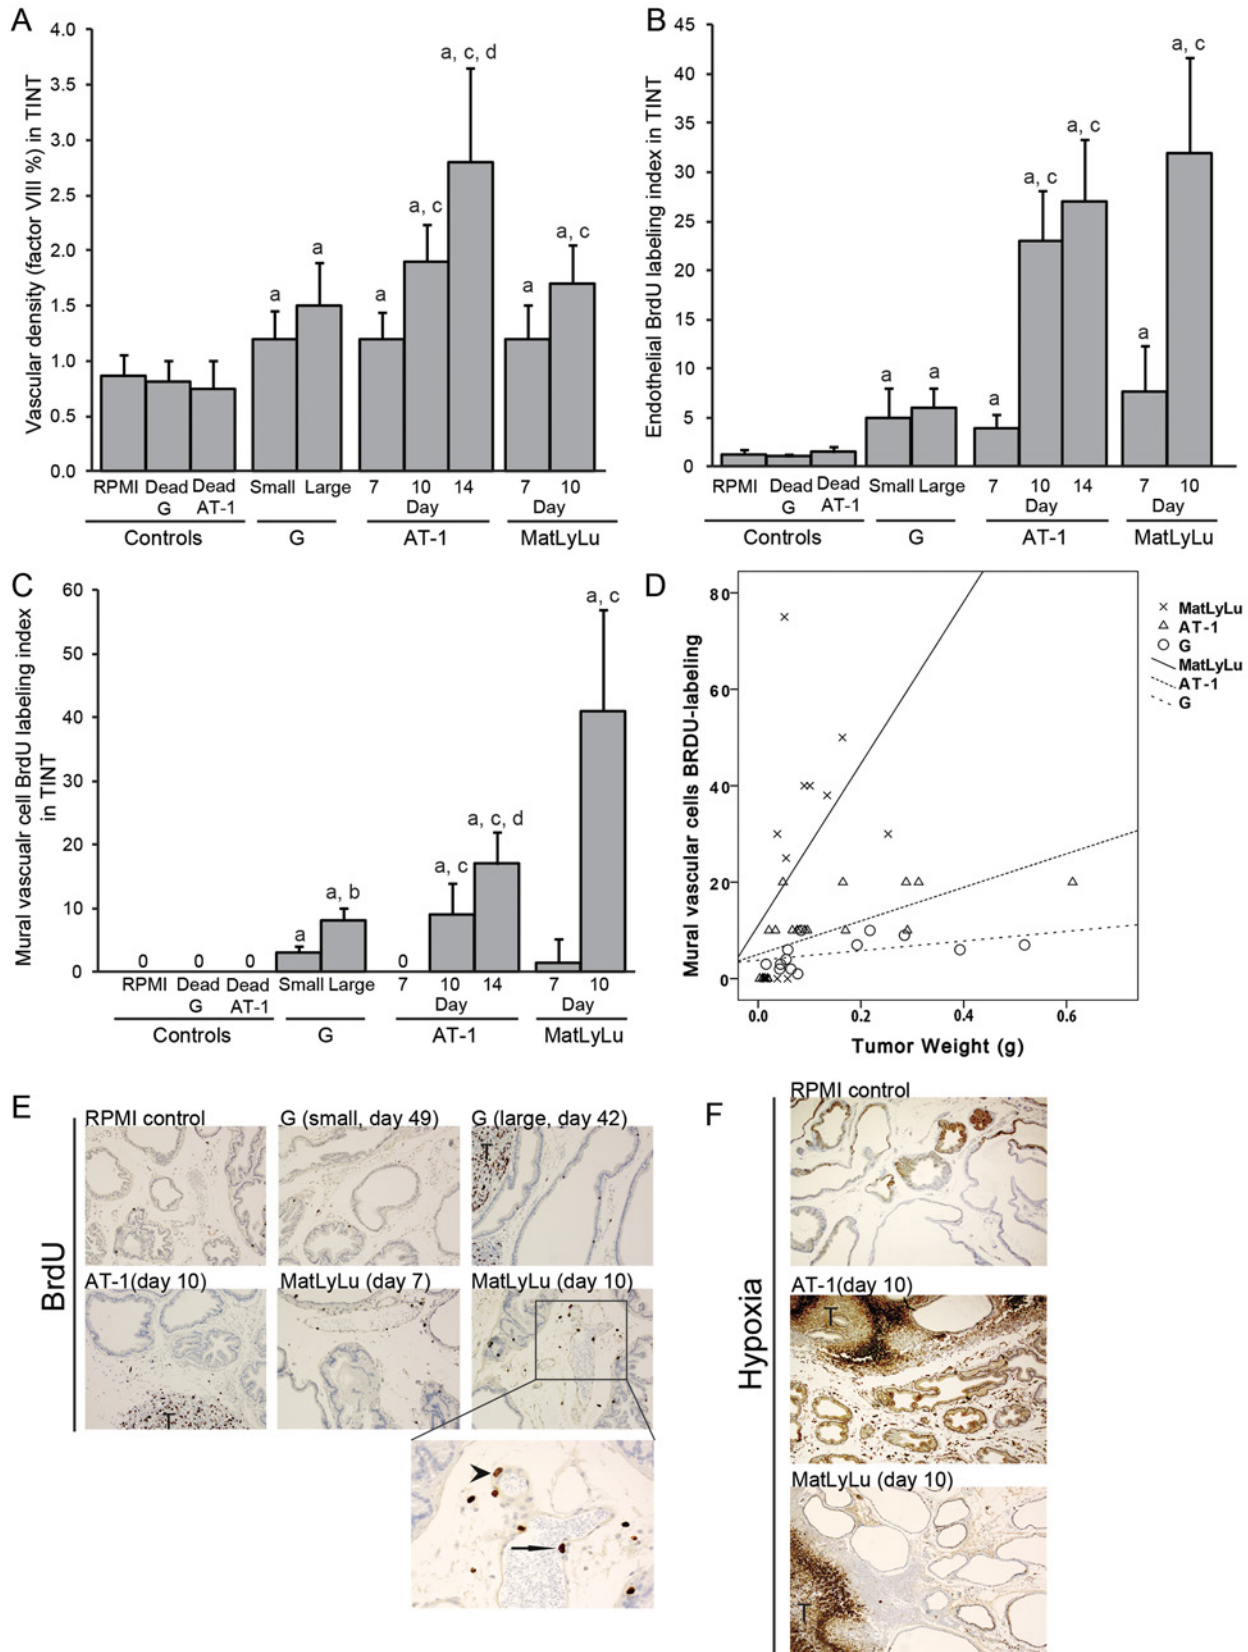 A
Vascular density (factor VIII %) in TINT
4.0
3.5
3.0
2.5
2.0
1.5
1.0
0.5
0.0
a
a
a
a, c
a, c, d
a
a, c
RPMI Dead G Dead AT-1 Small Large 7 10 14 7 10
Day Day
Controls G AT-1 MatLyLu
B
Endothelial BrdU labeling index in TINT
45
40
35
30
25
20
15
10
5
0
a
a
a
a, c
a, c
a
a, c
RPMI Dead G Dead AT-1 Small Large 7 10 14 7 10
Day Day
Controls G AT-1 MatLyLu
C
Mural vascualr cell BrdU labeling index
in TINT
60
50
40
30
20
10
0
0 0 0
a
a, b
0
a, c
a, c, d
a, c
RPMI Dead G Dead AT-1 Small Large 7 10 14 7 10
Day Day
Controls G AT-1 MatLyLu
D
Mural vascular cells BRDU-labeling
80
60
40
20
0
0.0 0.2 0.4 0.6
Tumor Weight (g)
MatLyLu
AT-1
G
MatLyLu
AT-1
G
E
BrdU
RPMI control
G (small, day 49)
G (large, day 42)
T
AT-1(day 10)
T
MatLyLu (day 7)
MatLyLu (day 10)
F
Hypoxia
RPMI control
AT-1(day 10)
T
MatLyLu (day 10)
T